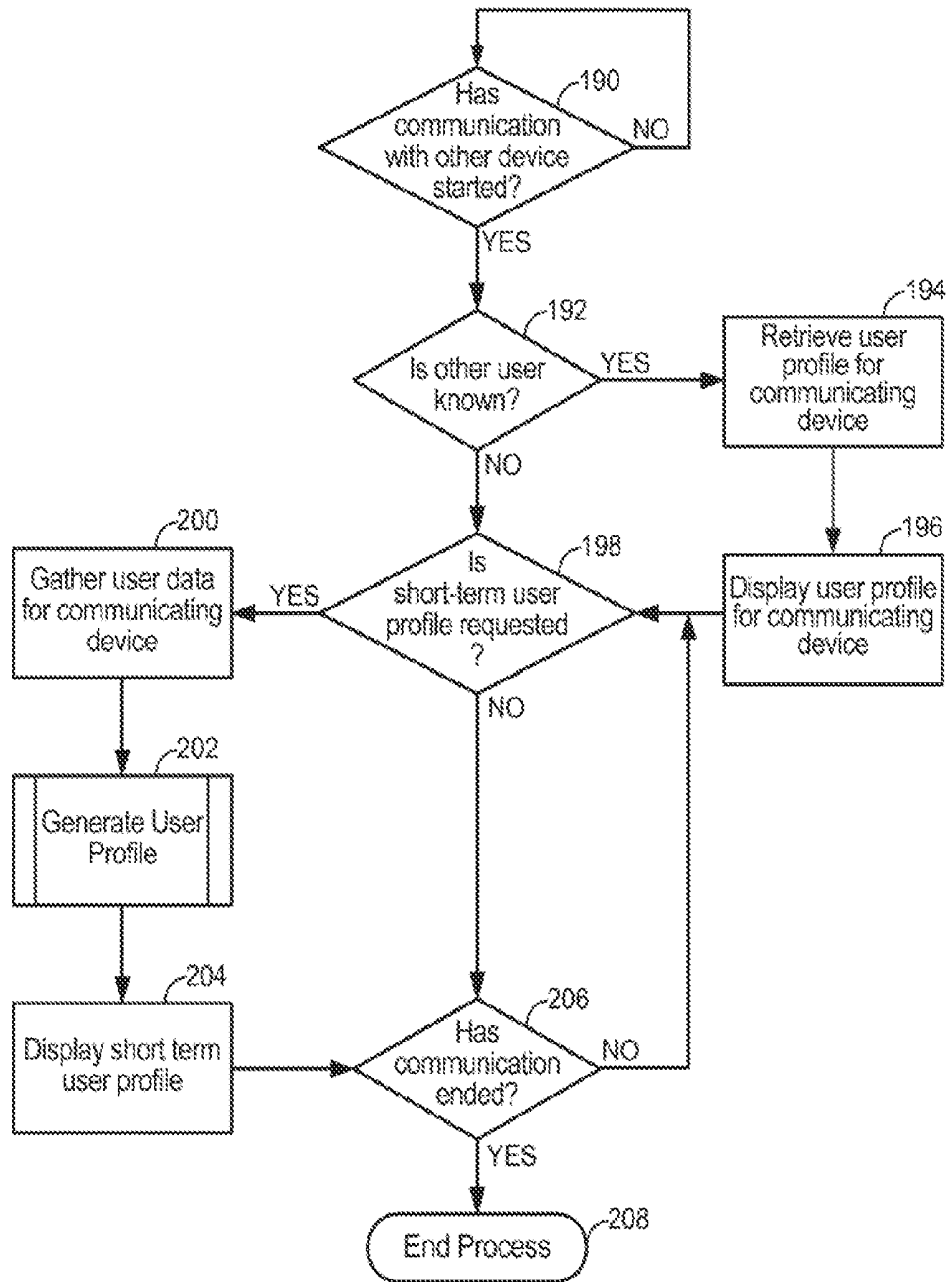 190
Has
communication
with other device
started?
NO
YES
192
Is other user
known?
YES
NO
194
Retrieve user
profile for
communicating
device
196
Display user profile
for communicating
device
198
Is
short-term user
profile requested
?
YES
NO
200
Gather user data
for communicating
device
202
Generate User
Profile
204
Display short term
user profile
206
Has
communication
ended?
NO
YES
208
End Process